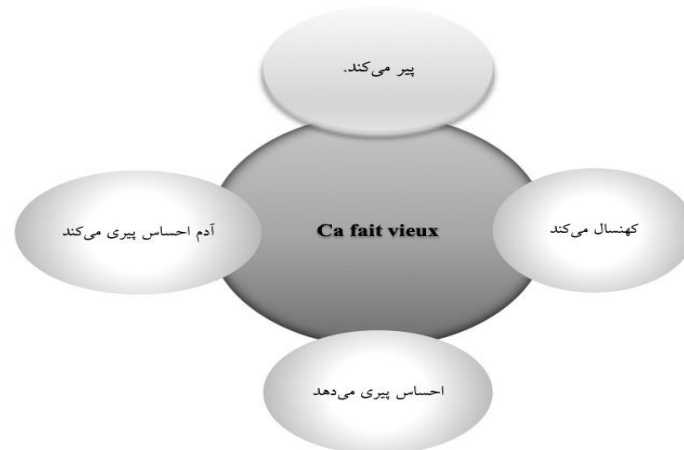 پیر می‌کند.
آدم احساس پیری می‌کند
Ca fait vieux
کهنسال می‌کند
احساس پیری می‌دهد